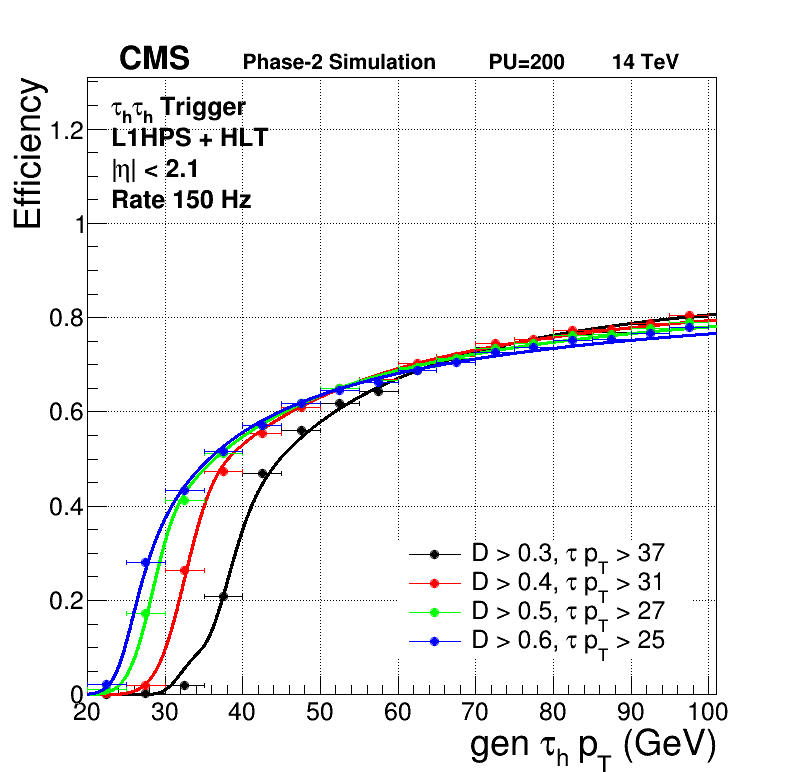 CMS Phase-2 Simulation PU=200 14 TeV
τhτh Trigger
L1HPS + HLT
|η| < 2.1
Rate 150 Hz
Efficiency
1.2
1
0.8
0.6
0.4
0.2
0
D > 0.3, τ pT > 37
D > 0.4, τ pT > 31
D > 0.5, τ pT > 27
D > 0.6, τ pT > 25
20 30 40 50 60 70 80 90 100
gen τh pT (GeV)